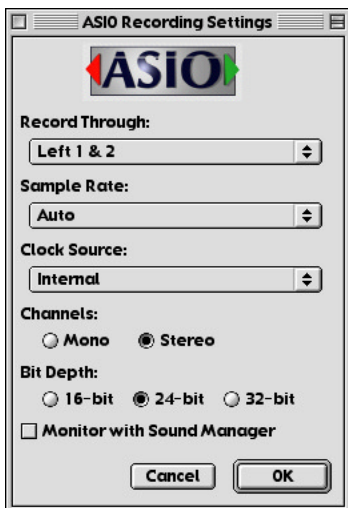 ASIO Recording Settings
ASIO
Record Through:
Left 1 & 2
Sample Rate:
Auto
Clock Source:
Internal
Channels:
Mono Stereo
Bit Depth:
16-bit 24-bit 32-bit
Monitor with Sound Manager
Cancel OK